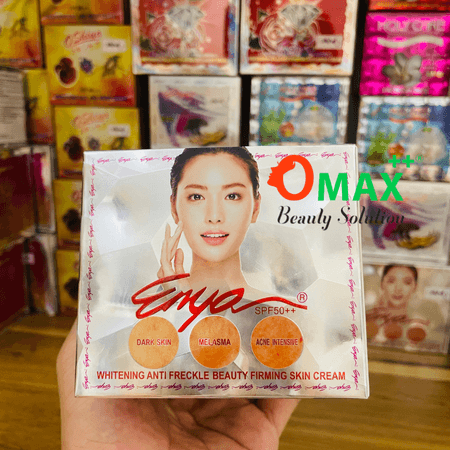 OMAX++
Beauty Solution
Enya®
SPF50++
DARK SKIN
MELASMA
ACNE INTENSIVE
WHITENING ANTI FRECKLE BEAUTY FIRMING SKIN CREAM